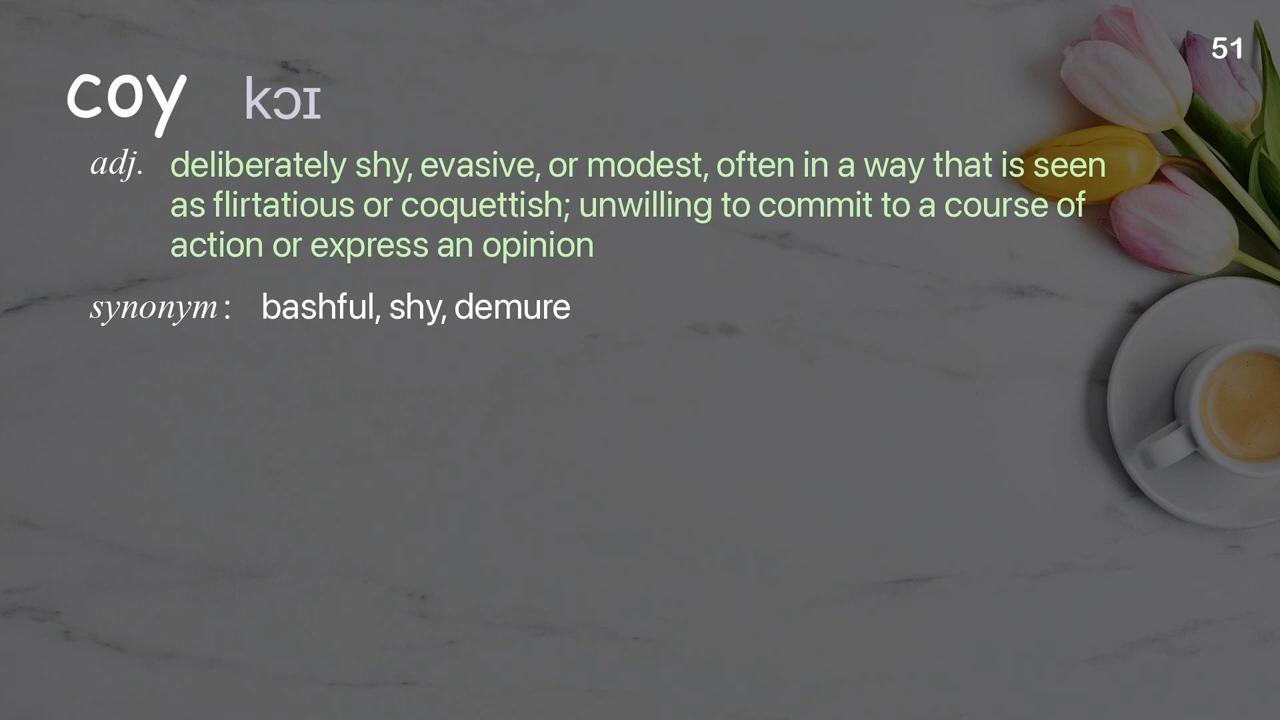 51
coy kɔɪ
adj. deliberately shy, evasive, or modest, often in a way that is seen
as flirtatious or coquettish; unwilling to commit to a course of
action or express an opinion
synonym : bashful, shy, demure